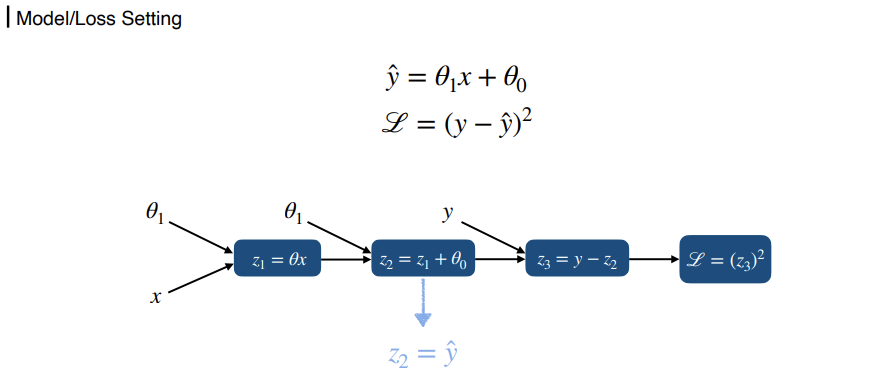 Model/Loss Setting
ŷ = θ₁x + θ₀
ℒ = (y − ŷ)²
θ₁ θ₁ y
z₁ = θx z₂ = z₁ + θ₀ z₃ = y − z₂ ℒ = (z₃)²
x
z₂ = ŷ